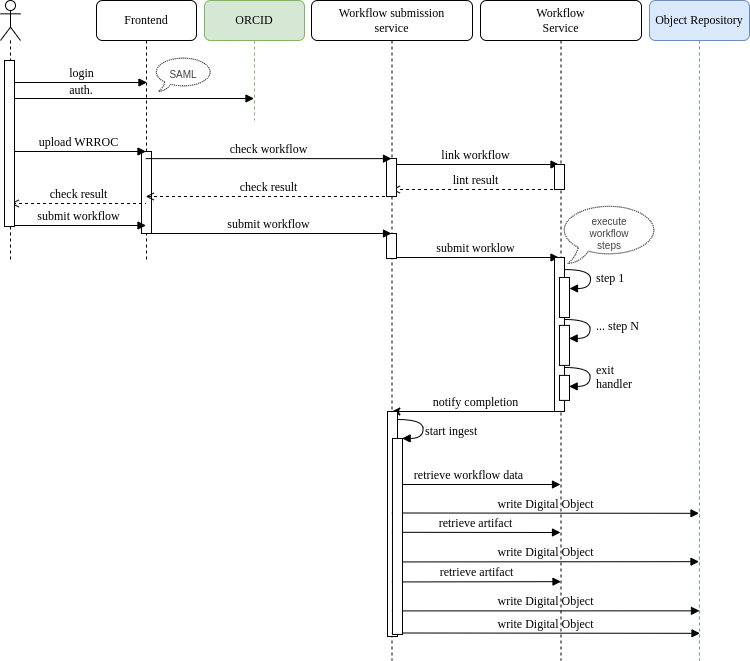 Frontend
ORCID
Workflow submission
service
Workflow
Service
Object Repository
login
SAML
auth.
upload WRROC
check workflow
link workflow
lint result
check result
check result
submit workflow
submit workflow
execute
workflow
steps
submit worklow
step 1
... step N
exit
handler
notify completion
start ingest
retrieve workflow data
write Digital Object
retrieve artifact
write Digital Object
retrieve artifact
write Digital Object
write Digital Object